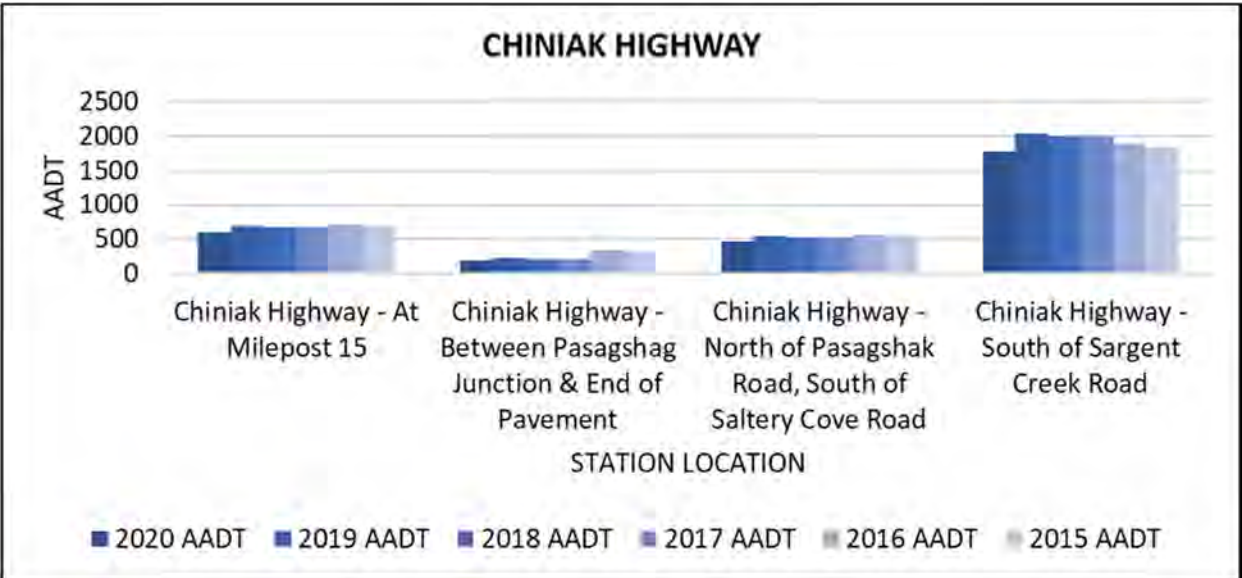 CHINIAK HIGHWAY
2500
2000
1500
1000
500
0
AADT
Chiniak Highway - At
Milepost 15
Chiniak Highway -
Between Pasagshag
Junction & End of
Pavement
Chiniak Highway -
North of Pasagshak
Road, South of
Saltery Cove Road
Chiniak Highway -
South of Sargent
Creek Road
STATION LOCATION
2020 AADT 2019 AADT 2018 AADT 2017 AADT 2016 AADT 2015 AADT